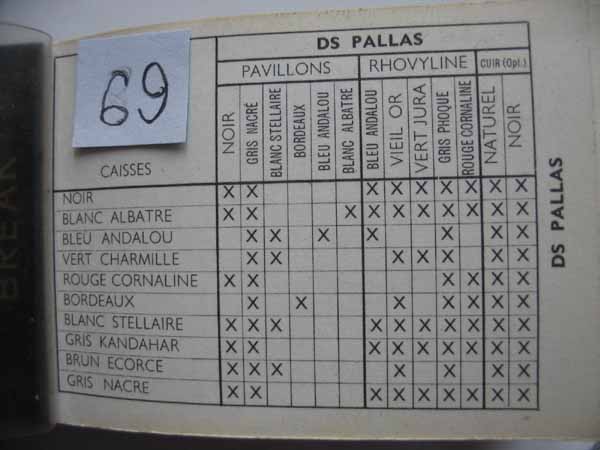 69
DS PALLAS
PAVILLONS RHOVYLINE CUIR (Opt.)
CAISSES NOIR GRIS NACRÉ BLANC STELLAIRE BORDEAUX BLEU ANDALOU BLANC ALBATRE BLEU ANDALOU VIEIL OR VERT JURA GRIS PHOQUE ROUGE CORNALINE NATUREL NOIR
NOIR X X X X X X X X X
BLANC ALBATRE X X X X X X X X X X
BLEU ANDALOU X X X X X X X
VERT CHARMILLE X X X X X X X
ROUGE CORNALINE X X X X X X
BORDEAUX X X X X X X X
BLANC STELLAIRE X X X X X X X X X X
GRIS KANDAHAR X X X X X X X X X
BRUN ECORCE X X X X X X X
GRIS NACRE X X X X X X X X X
DS PALLAS
BREAK